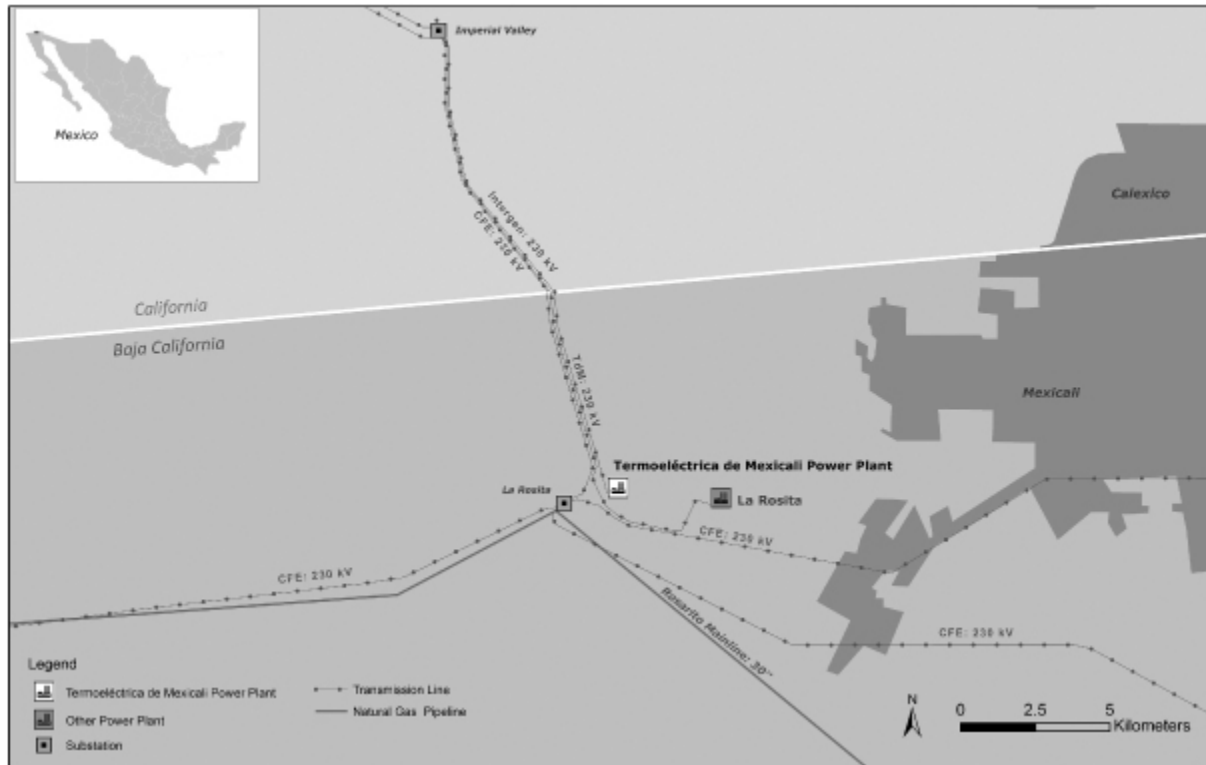 Imperial Valley
Mexico
Calexico
Intergen: 230 kV
CFE: 230 kV
California
Baja California
TdM: 230 kV
Mexicali
Termoeléctrica de Mexicali Power Plant
La Rosita
La Rosita
CFE: 230 kV
CFE: 230 kV
Rosarito Mainline: 30"
CFE: 230 kV
Legend
Termoeléctrica de Mexicali Power Plant
Transmission Line
Other Power Plant
Natural Gas Pipeline
Substation
N
0 2.5 5
Kilometers